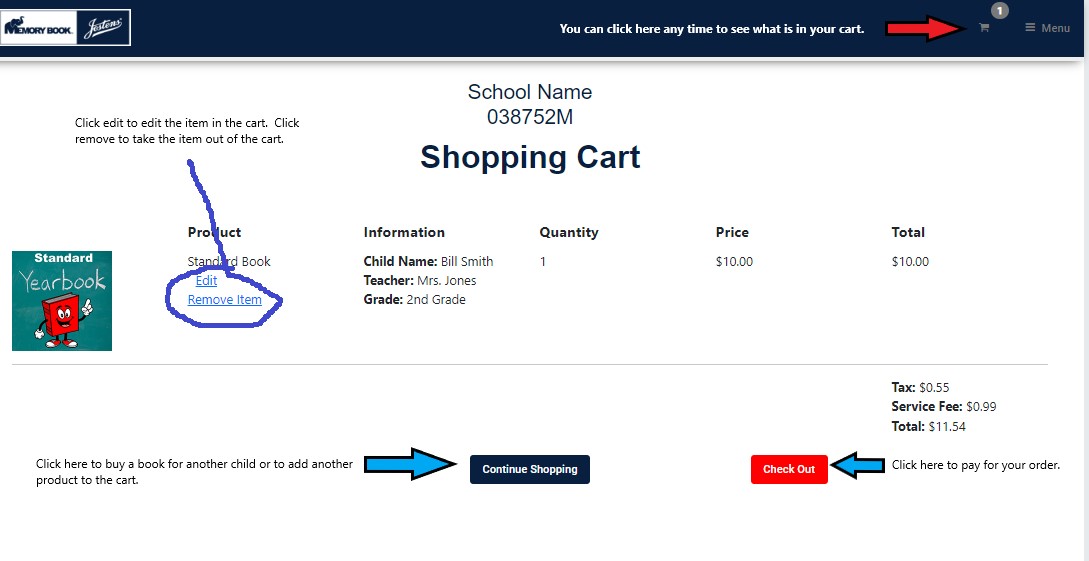 MEMORY BOOK Jostens
You can click here any time to see what is in your cart.
1
Menu
School Name
038752M
Click edit to edit the item in the cart. Click
remove to take the item out of the cart.
Shopping Cart
Product Information Quantity Price Total
Standard
Yearbook
Standard Book Child Name: Bill Smith 1 $10.00 $10.00
Edit Teacher: Mrs. Jones
Remove Item Grade: 2nd Grade
Tax: $0.55
Service Fee: $0.99
Total: $11.54
Click here to buy a book for another child or to add another
product to the cart.
Continue Shopping
Check Out
Click here to pay for your order.